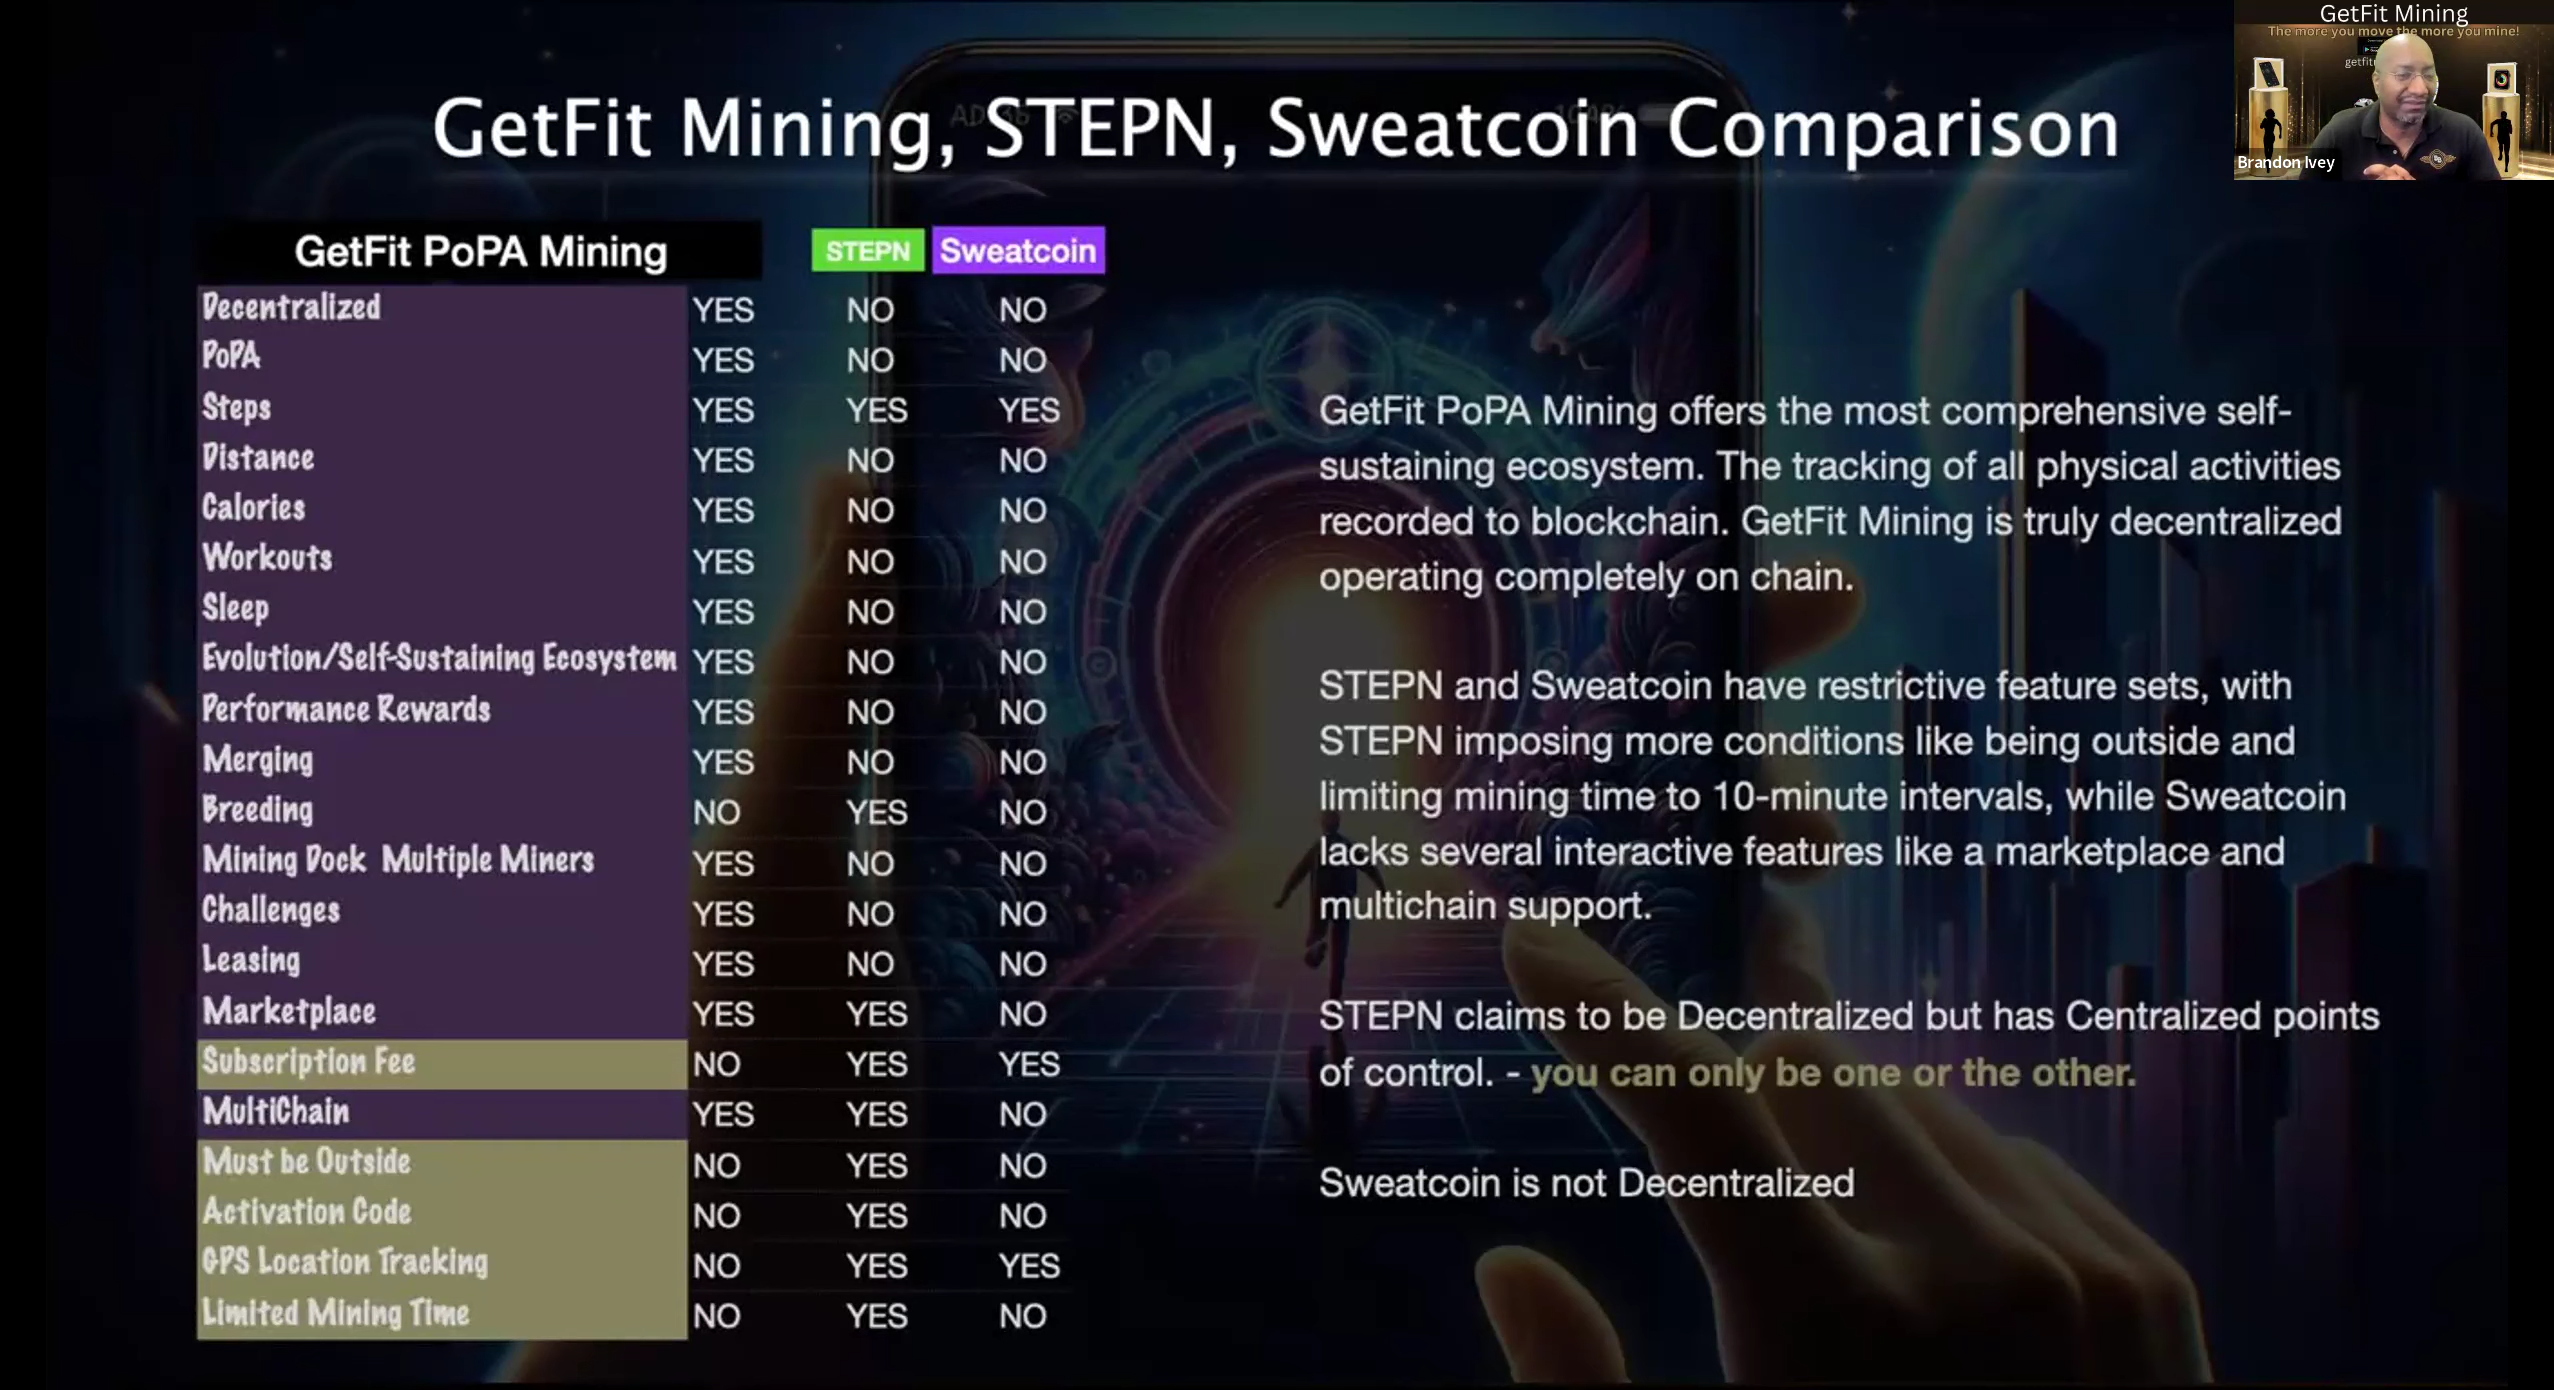 GetFit Mining
The more you move the more you mine!
getfit
Brandon Ivey
GetFit Mining, STEPN, Sweatcoin Comparison
GetFit PoPA Mining STEPN Sweatcoin
Decentralized YES NO NO
PoPA YES NO NO
Steps YES YES YES
Distance YES NO NO
Calories YES NO NO
Workouts YES NO NO
Sleep YES NO NO
Evolution/Self-Sustaining Ecosystem YES NO NO
Performance Rewards YES NO NO
Merging YES NO NO
Breeding NO YES NO
Mining Dock Multiple Miners YES NO NO
Challenges YES NO NO
Leasing YES NO NO
Marketplace YES YES NO
Subscription Fee NO YES YES
MultiChain YES YES NO
Must be Outside NO YES NO
Activation Code NO YES NO
GPS Location Tracking NO YES YES
Limited Mining Time NO YES NO
GetFit PoPA Mining offers the most comprehensive self-
sustaining ecosystem. The tracking of all physical activities
recorded to blockchain. GetFit Mining is truly decentralized
operating completely on chain.
STEPN and Sweatcoin have restrictive feature sets, with
STEPN imposing more conditions like being outside and
limiting mining time to 10-minute intervals, while Sweatcoin
lacks several interactive features like a marketplace and
multichain support.
STEPN claims to be Decentralized but has Centralized points
of control. - you can only be one or the other.
Sweatcoin is not Decentralized